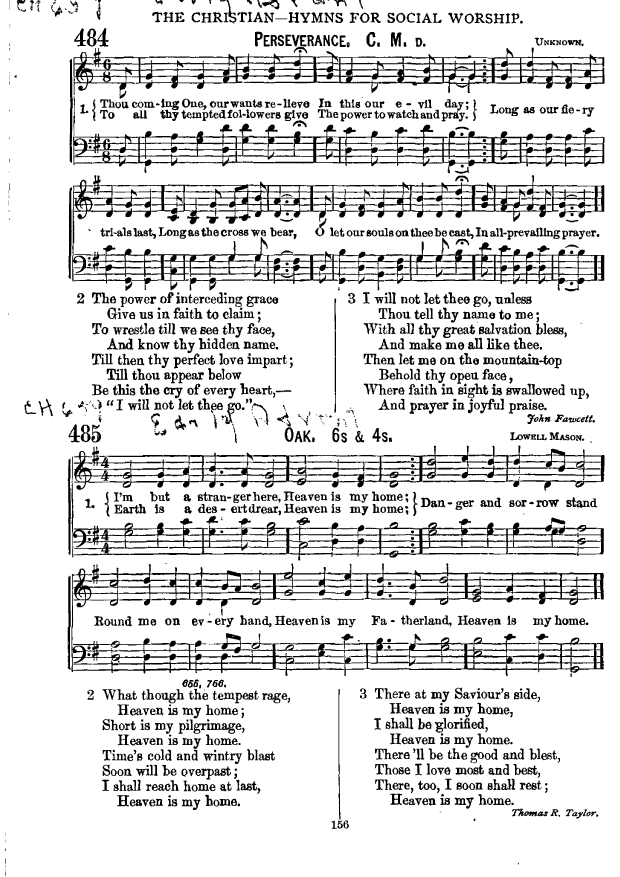 THE CHRISTIAN—HYMNS FOR SOCIAL WORSHIP.
484 PERSEVERANCE. C. M. D. UNKNOWN.
1. { Thou com-ing One, our wants re-lieve In this our e-vil day; } Long as our fie-ry
{ To all thy tempted fol-lowers give The power to watch and pray. }
tri-als last, Long as the cross we bear, O let our souls on thee be cast, In all-prevailing prayer.
2 The power of interceding grace
Give us in faith to claim;
To wrestle till we see thy face,
And know thy hidden name.
Till then thy perfect love impart;
Till thou appear below
Be this the cry of every heart,—
"I will not let thee go."
3 I will not let thee go, unless
Thou tell thy name to me;
With all thy great salvation bless,
And make me all like thee.
Then let me on the mountain-top
Behold thy open face,
Where faith in sight is swallowed up,
And prayer in joyful praise.
John Fawcett.
Early Advent
485 OAK. 6s & 4s. LOWELL MASON.
1. { I'm but a stran-ger here, Heaven is my home; } Dan-ger and sor-row stand
{ Earth is a des-ert drear, Heaven is my home; }
Round me on ev-ery hand, Heaven is my Fa-therland, Heaven is my home.
655, 766.
2 What though the tempest rage,
Heaven is my home;
Short is my pilgrimage,
Heaven is my home.
Time's cold and wintry blast
Soon will be overpast;
I shall reach home at last,
Heaven is my home.
3 There at my Saviour's side,
Heaven is my home,
I shall be glorified,
Heaven is my home.
There'll be the good and blest,
Those I love most and best,
There, too, I soon shall rest;
Heaven is my home.
Thomas R. Taylor.
156